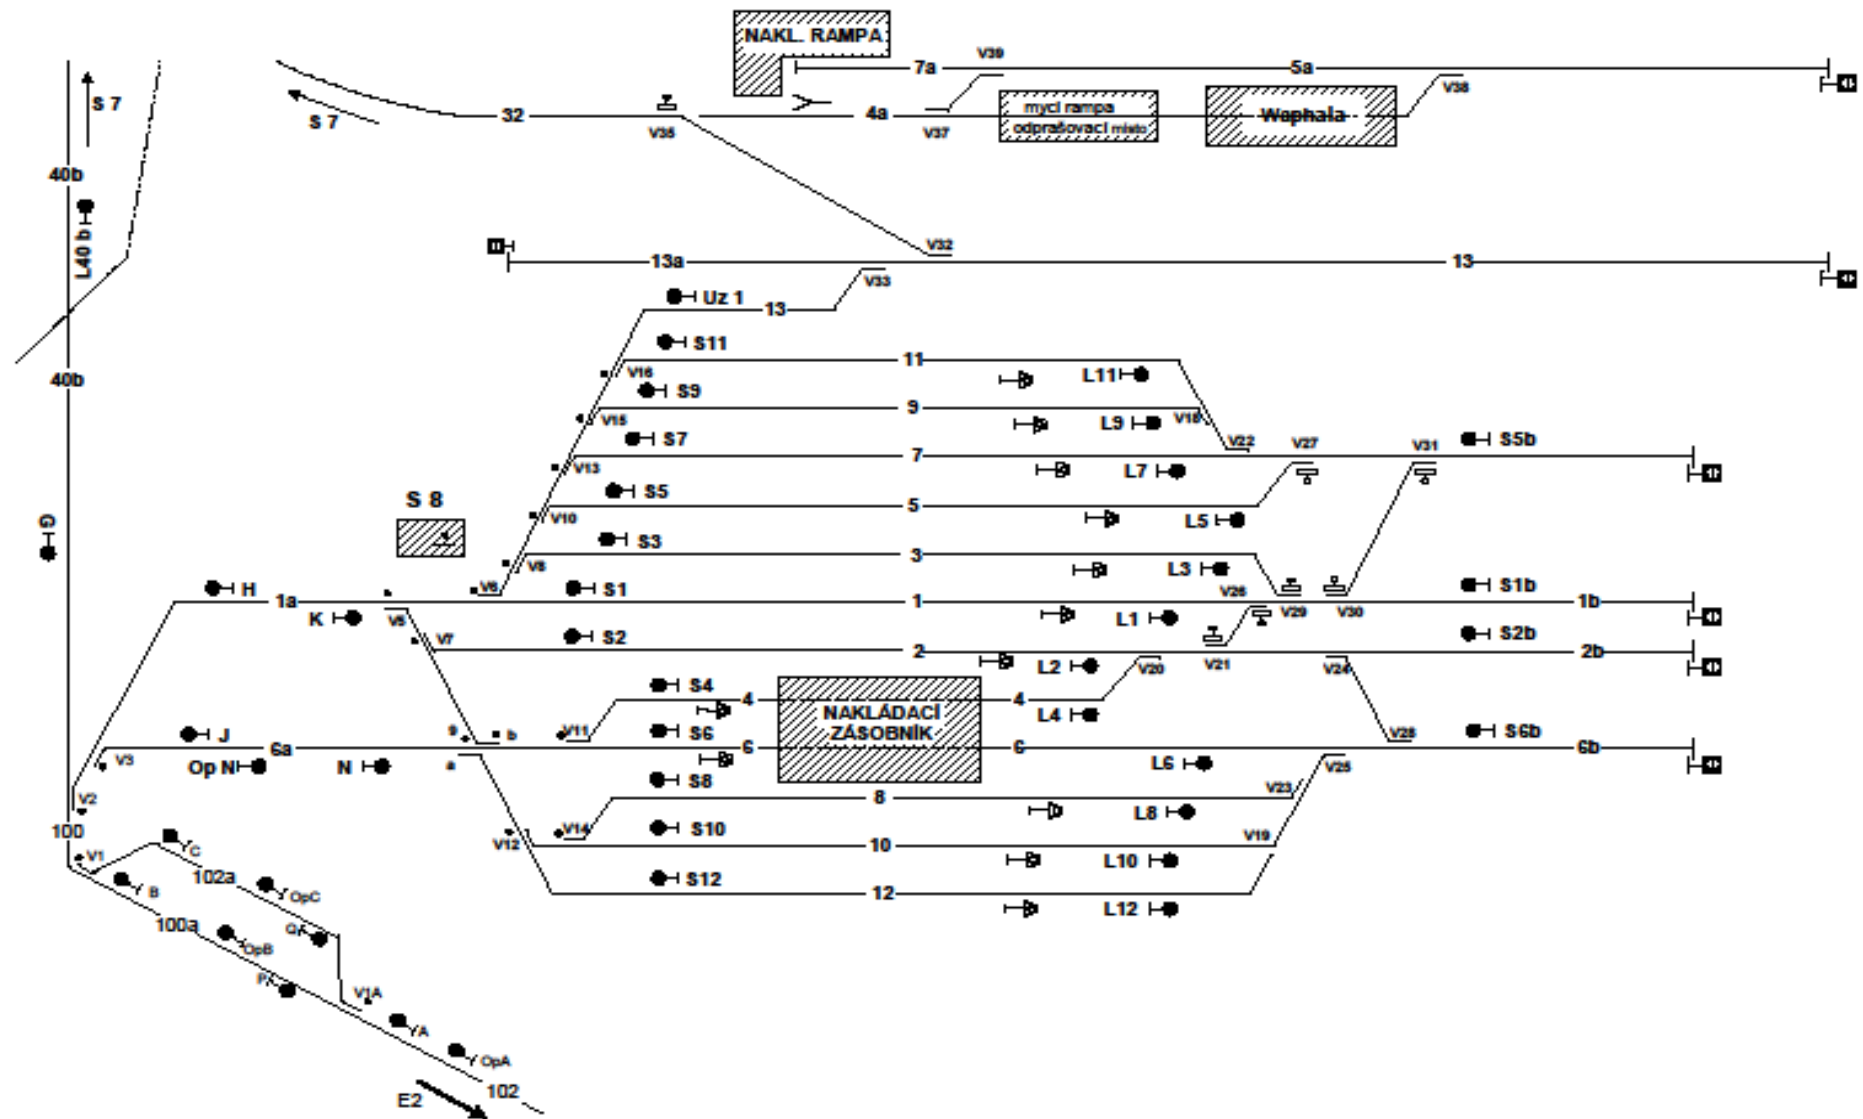 NAKL. RAMPA
V39
7a
5a
S 7
V38
S 7
32
V35
4a
V37
mycí rampa
odprašovací místo
Waphala
40b
L40 b
V32
13a
13
V33
Uz 1
13
S11
11
V16
L11
40b
S9
9
V15
L9
V18
S7
7
V13
L7
V22
V27
V31
S5b
S 8
S5
5
V10
L5
G
S3
3
V8
L3
V26
H
1a
V6
S1
1
V29
V30
S1b
1b
K
V5
L1
V7
S2
2
V21
S2b
2b
L2
V20
V24
S4
4
4
L4
NAKLÁDACÍ
ZÁSOBNÍK
J
9
b
V11
S6
V28
S6b
6a
6
6
6b
V3
Op N
N
a
L6
V25
S8
V23
V2
8
L8
100
V14
S10
V12
V19
V1
C
10
L10
102a
S12
B
OpC
12
L12
100a
Q
OpB
P
V1A
A
OpA
102
E2